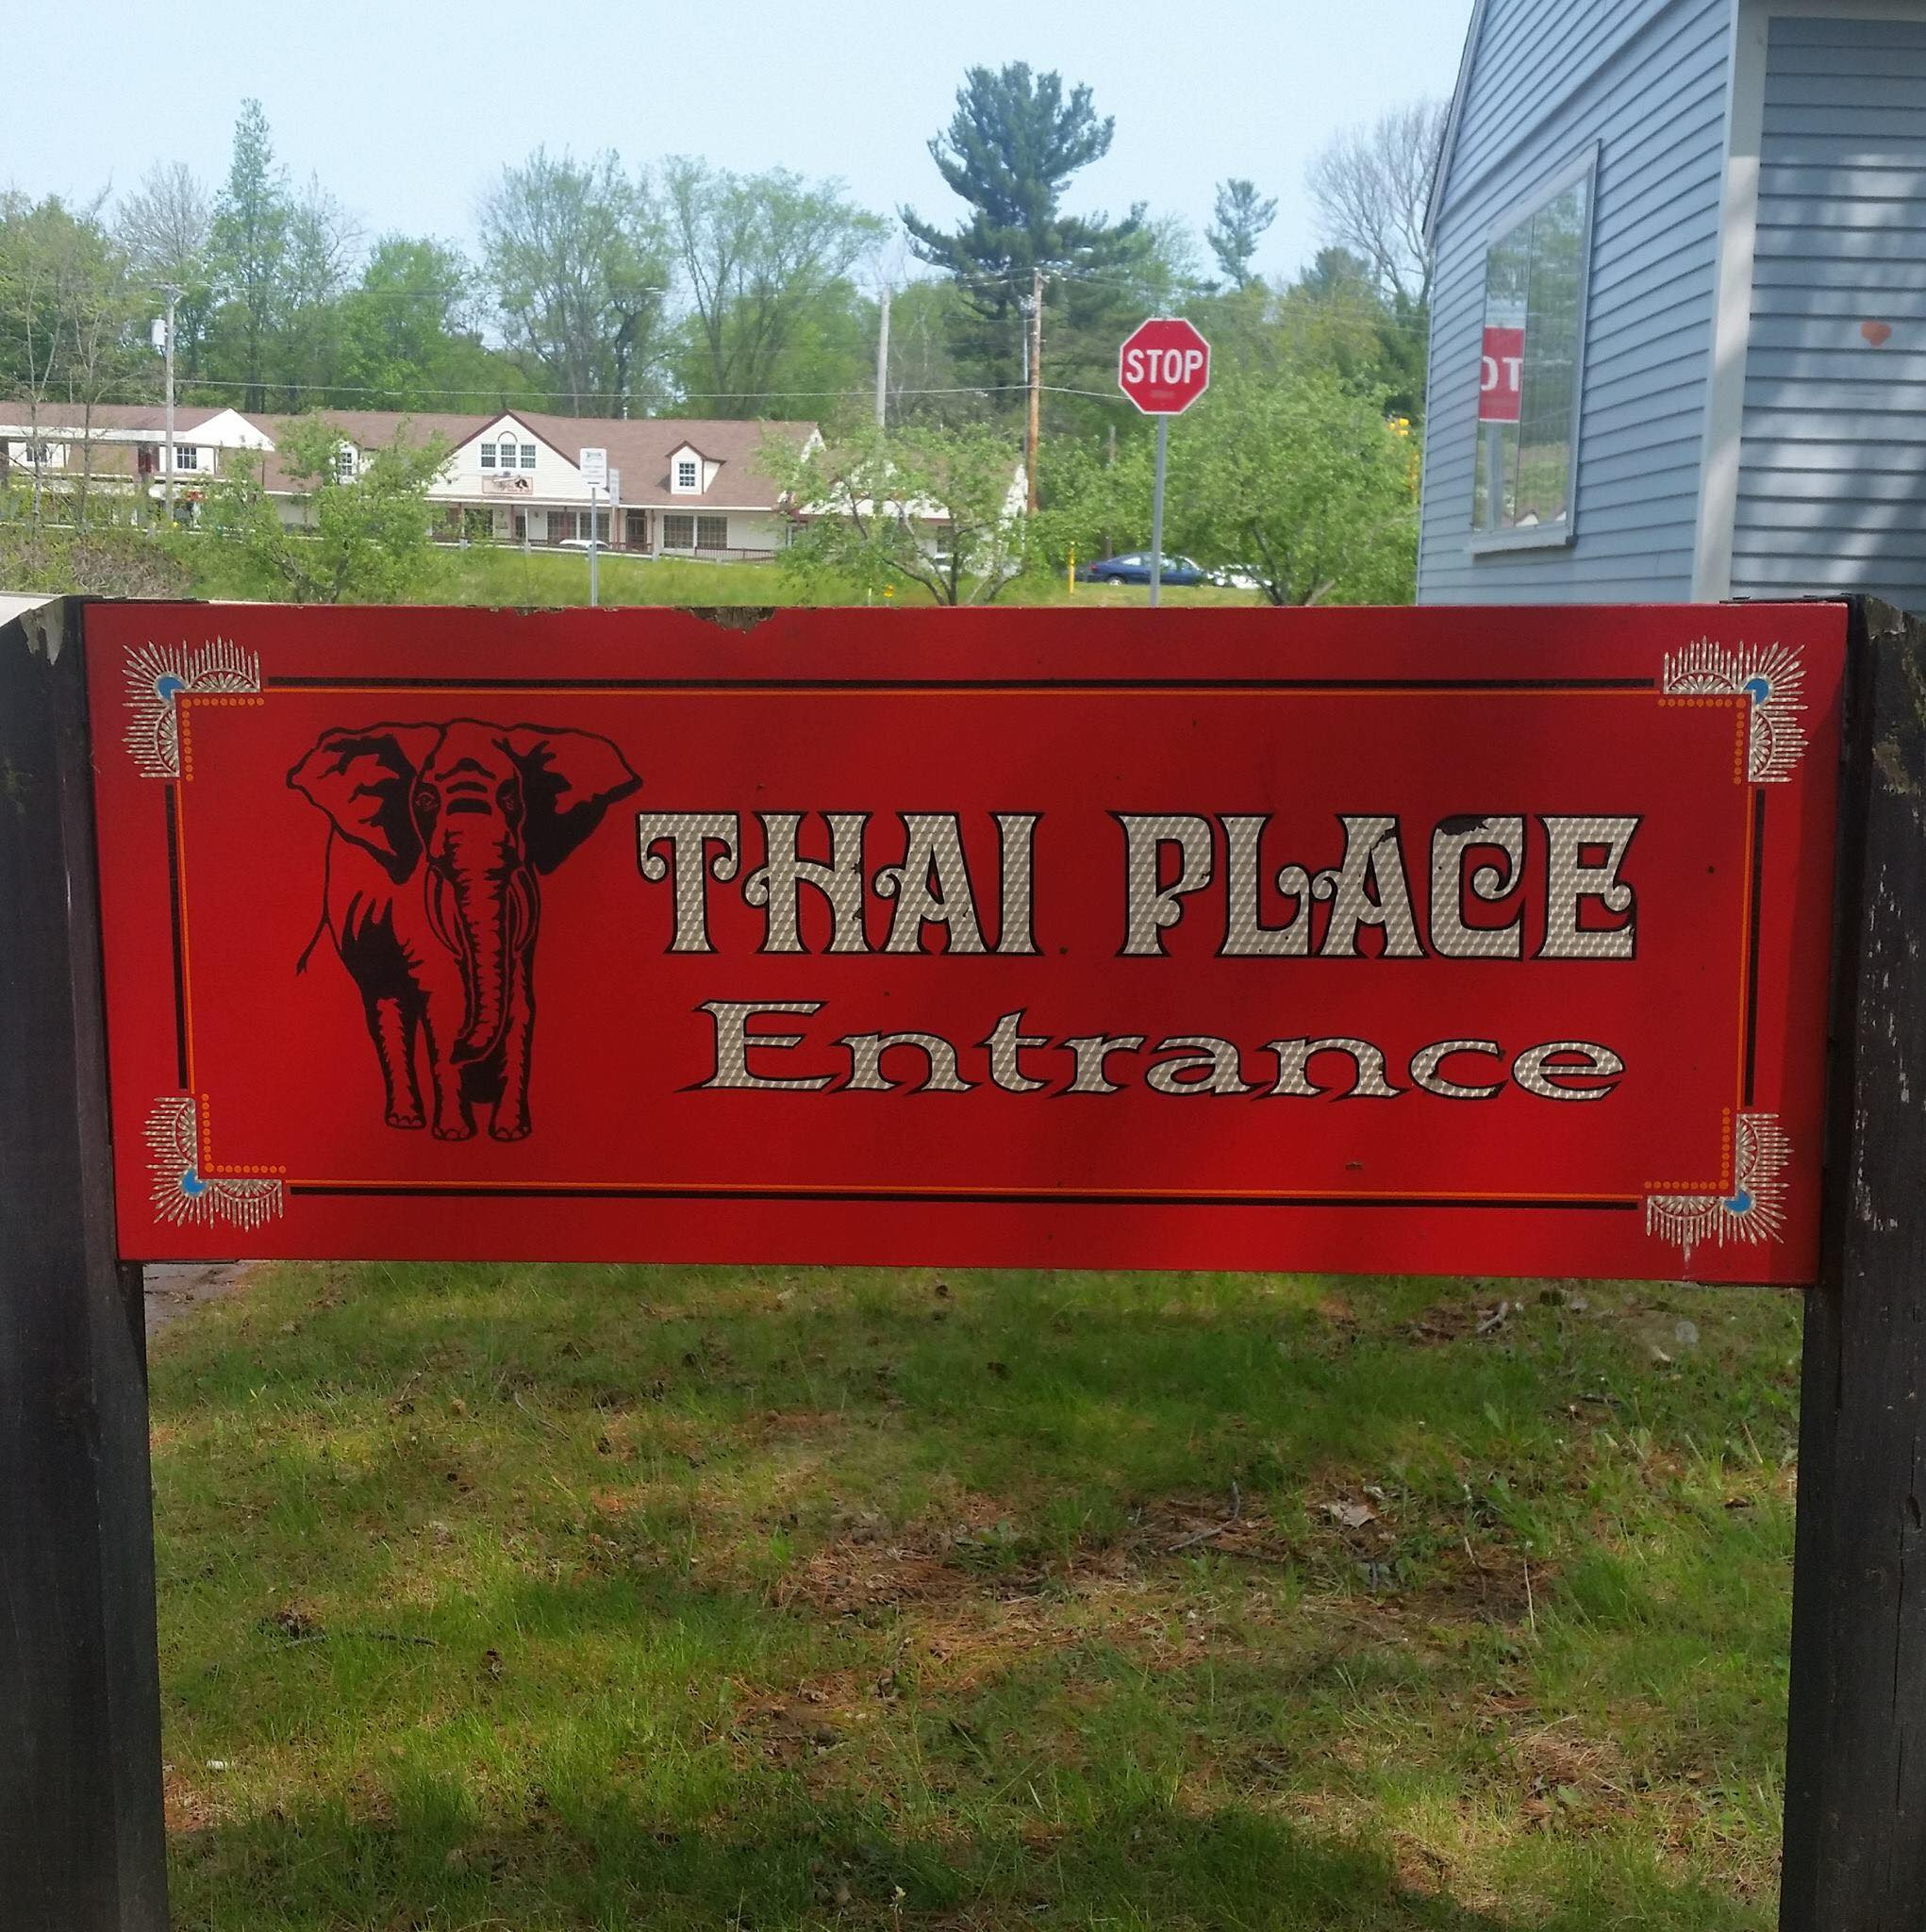 STOP
THAI PLACE
Entrance